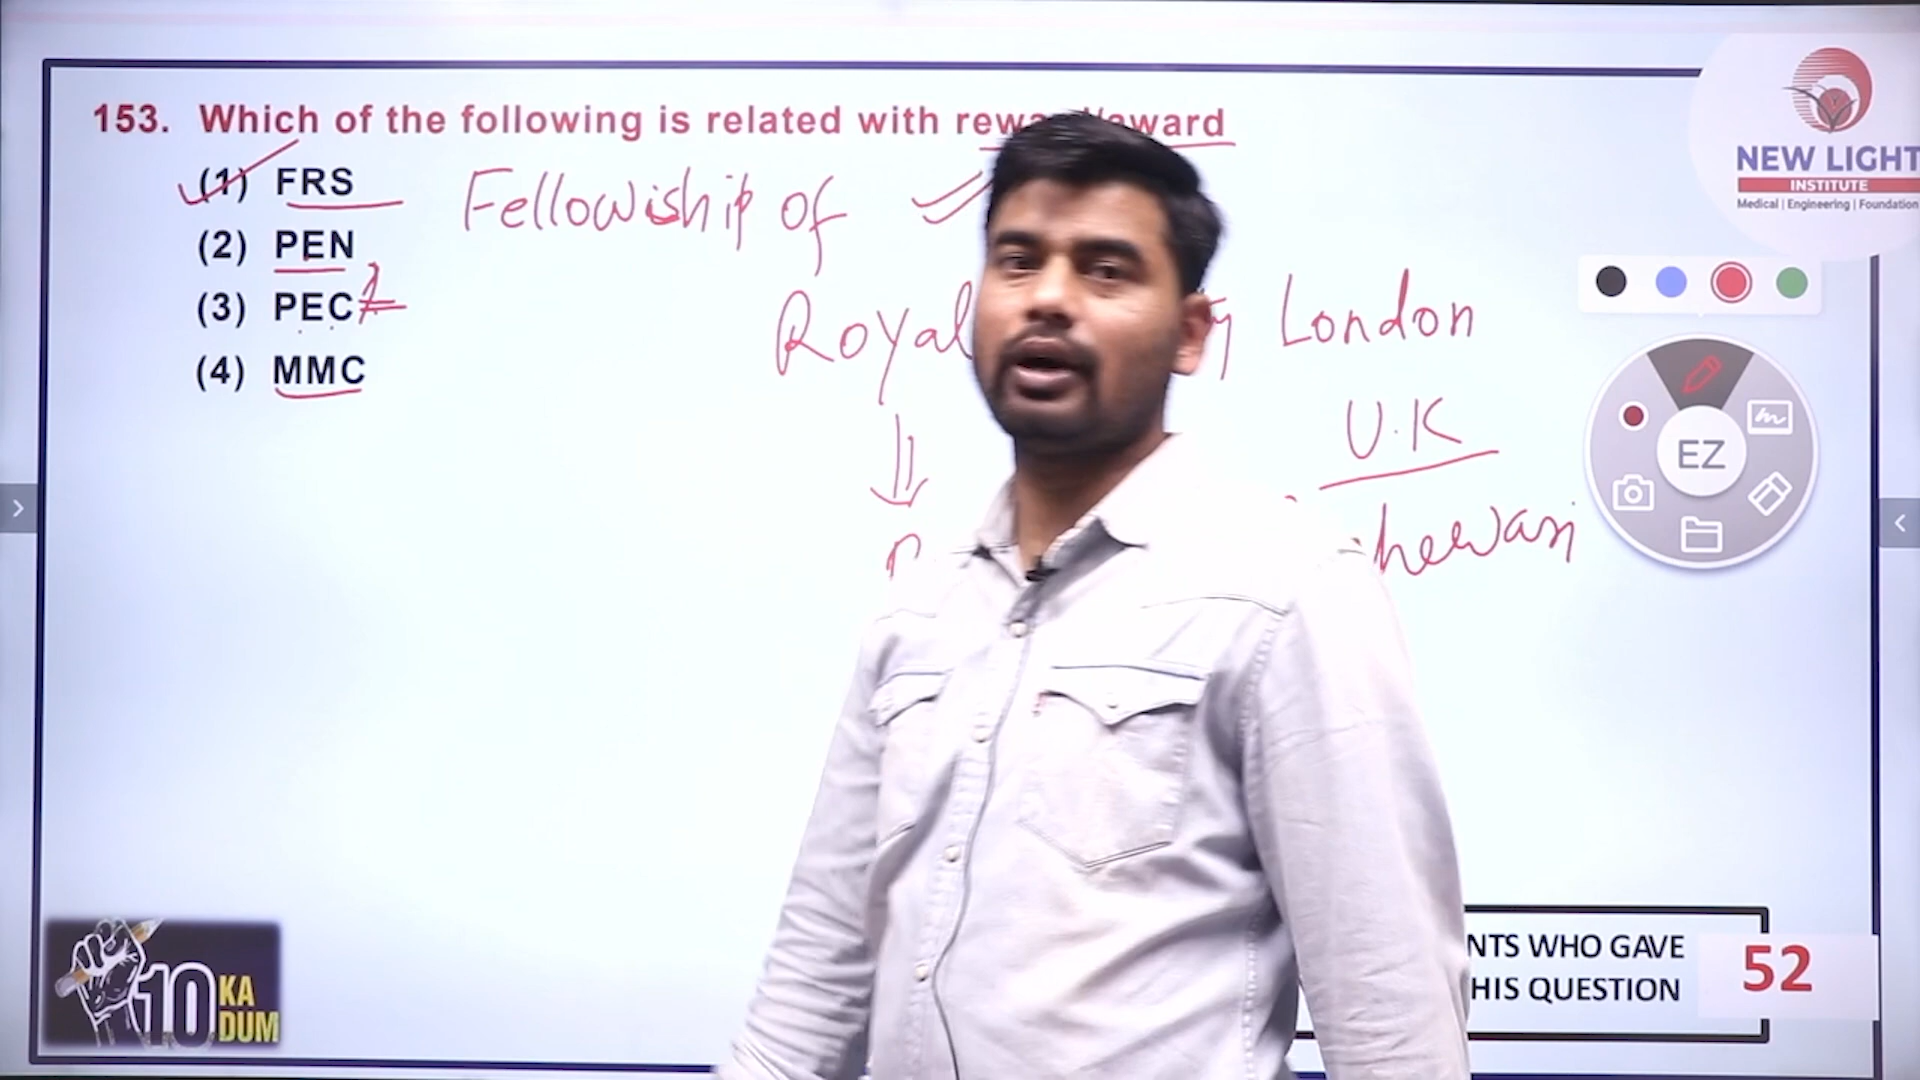 153. Which of the following is related with reward/award
(1) FRS
Fellowship of
(2) PEN
(3) PEC
(4) MMC
Royal
London
U.K
NEW LIGHT
INSTITUTE
Medical | Engineering | Foundation
EZ
10 KA DUM
NTS WHO GAVE
HIS QUESTION
52